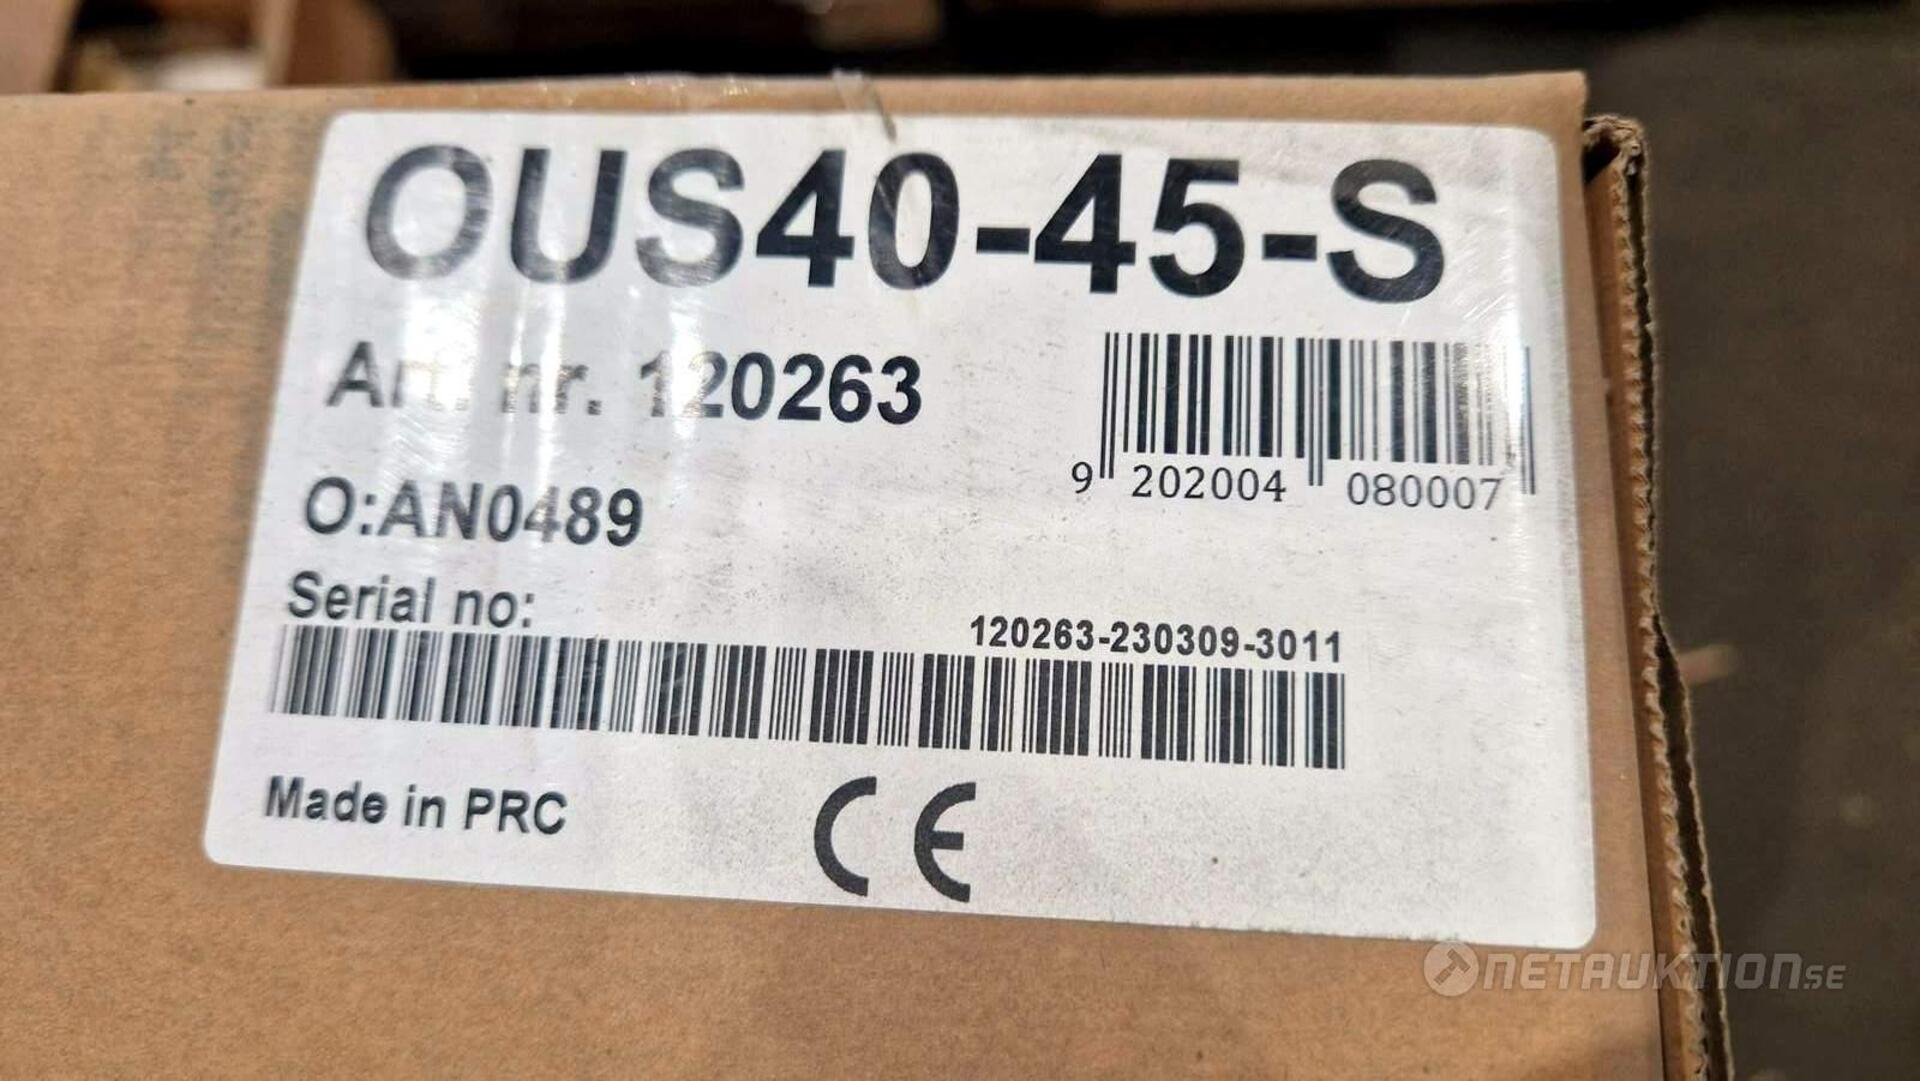 OUS40-45-S
Art. nr. 120263
9 202004 080007
O:AN0489
Serial no:
120263-230309-3011
Made in PRC
CE
NETAUKTION.SE